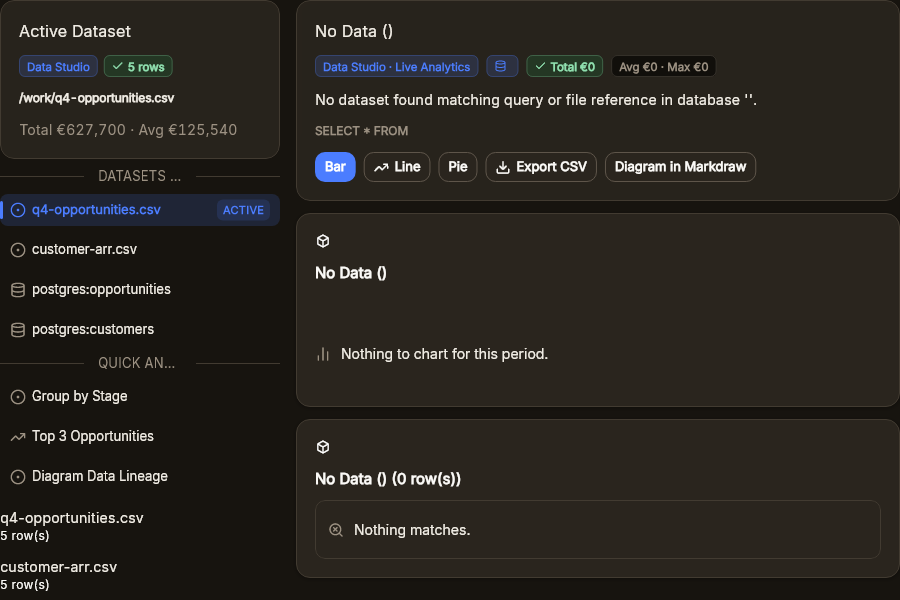 Active Dataset
Data Studio
5 rows
/work/q4-opportunities.csv
Total €627,700 · Avg €125,540
DATASETS ...
q4-opportunities.csv
ACTIVE
customer-arr.csv
postgres:opportunities
postgres:customers
QUICK AN...
Group by Stage
Top 3 Opportunities
Diagram Data Lineage
q4-opportunities.csv
5 row(s)
customer-arr.csv
5 row(s)
No Data ()
Data Studio · Live Analytics
Total €0
Avg €0 · Max €0
No dataset found matching query or file reference in database ''.
SELECT * FROM
Bar
Line
Pie
Export CSV
Diagram in Markdraw
No Data ()
Nothing to chart for this period.
No Data () (0 row(s))
Nothing matches.